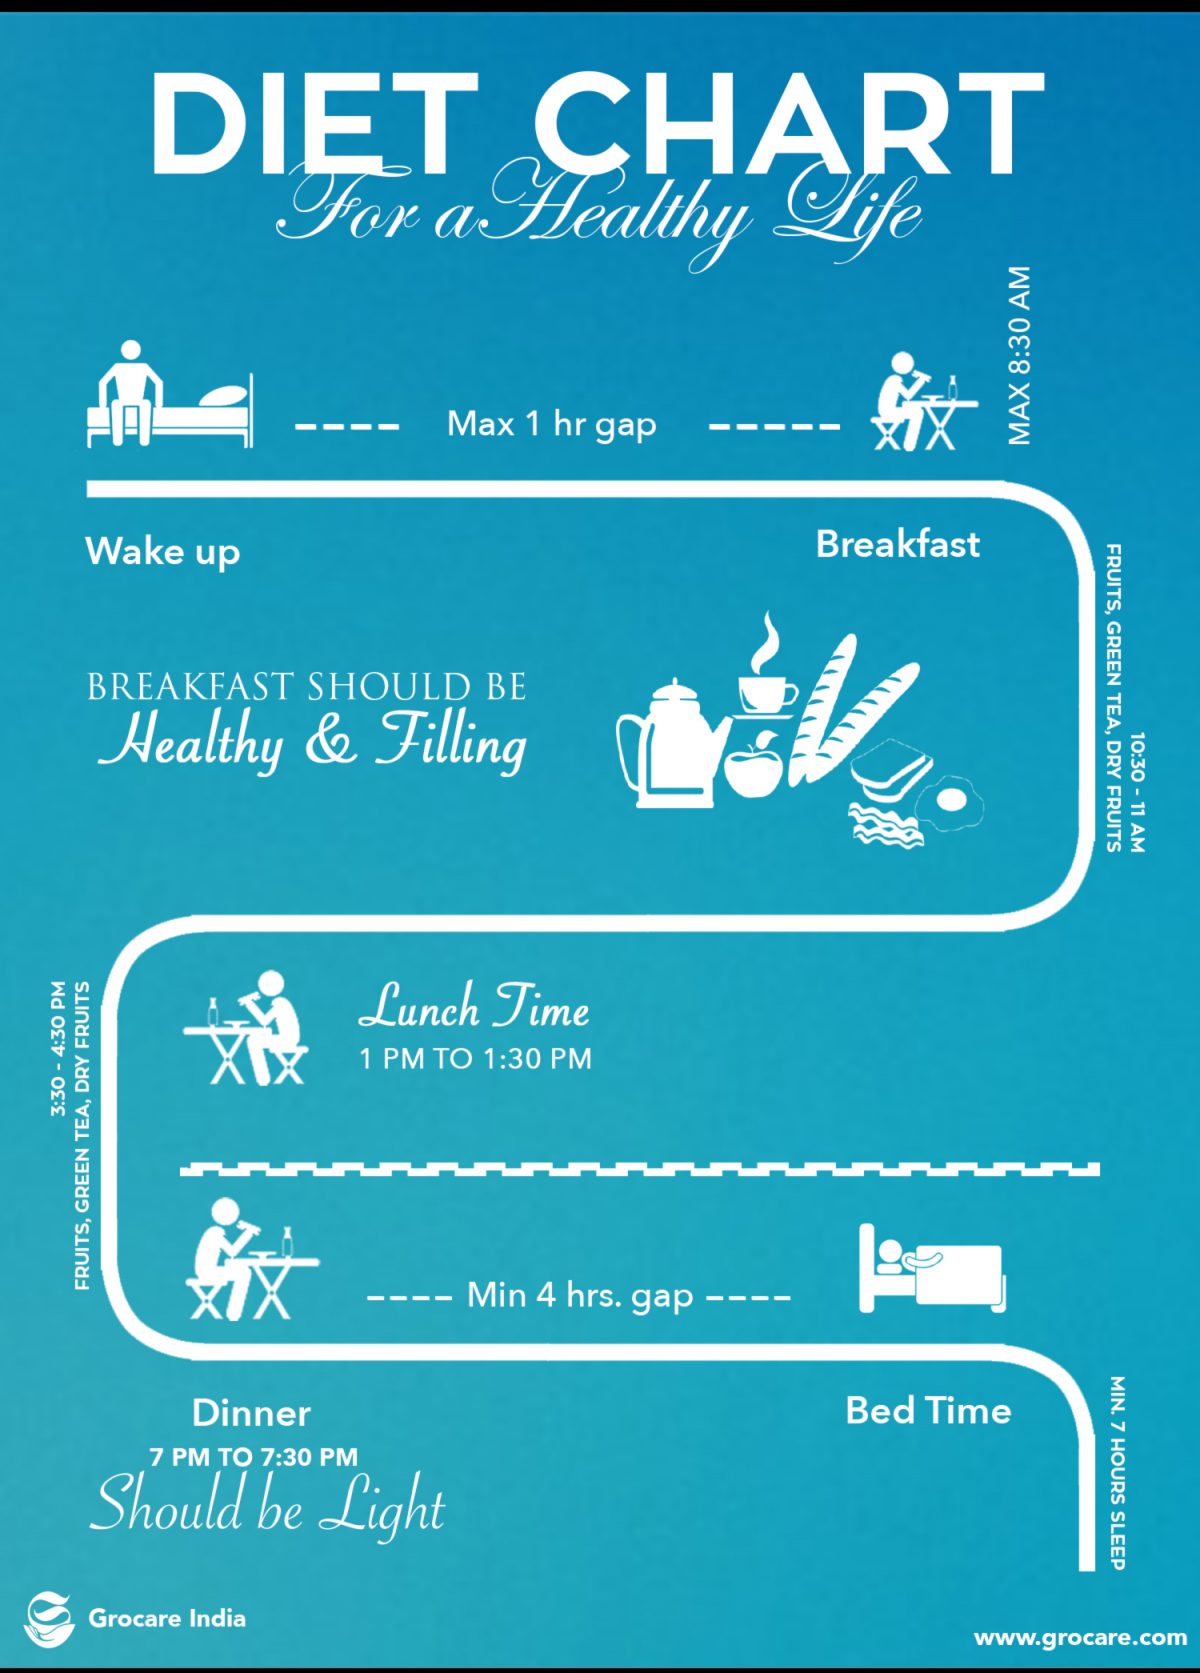 DIET CHART
For a Healthy Life
MAX 8:30 AM
Max 1 hr gap
Wake up
Breakfast
FRUITS, GREEN TEA, DRY FRUITS
10:30 - 11 AM
BREAKFAST SHOULD BE
Healthy & Filling
Lunch Time
1 PM TO 1:30 PM
3:30 - 4:30 PM
FRUITS, GREEN TEA, DRY FRUITS
Min 4 hrs. gap
Dinner
7 PM TO 7:30 PM
Should be Light
Bed Time
MIN. 7 HOURS SLEEP
Grocare India
www.grocare.com